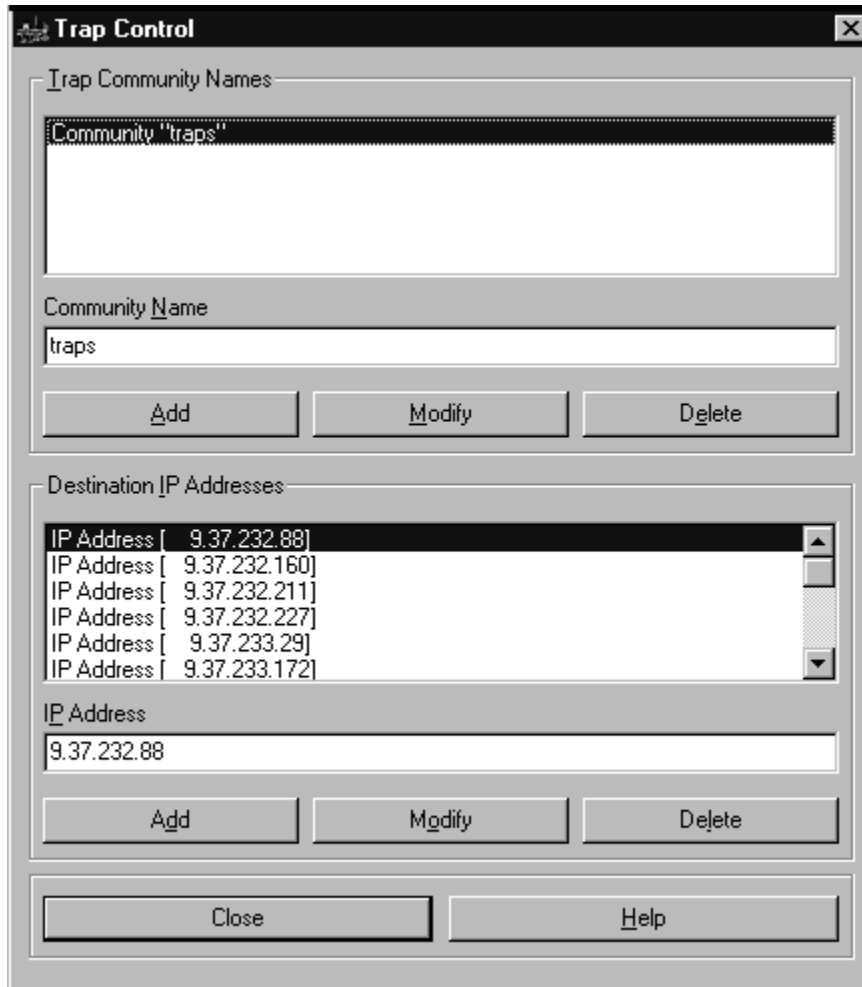 Trap Control
Trap Community Names
Community "traps"
Community Name
traps
Add Modify Delete
Destination IP Addresses
IP Address [ 9.37.232.88]
IP Address [ 9.37.232.160]
IP Address [ 9.37.232.211]
IP Address [ 9.37.232.227]
IP Address [ 9.37.233.29]
IP Address [ 9.37.233.172]
IP Address
9.37.232.88
Add Modify Delete
Close Help